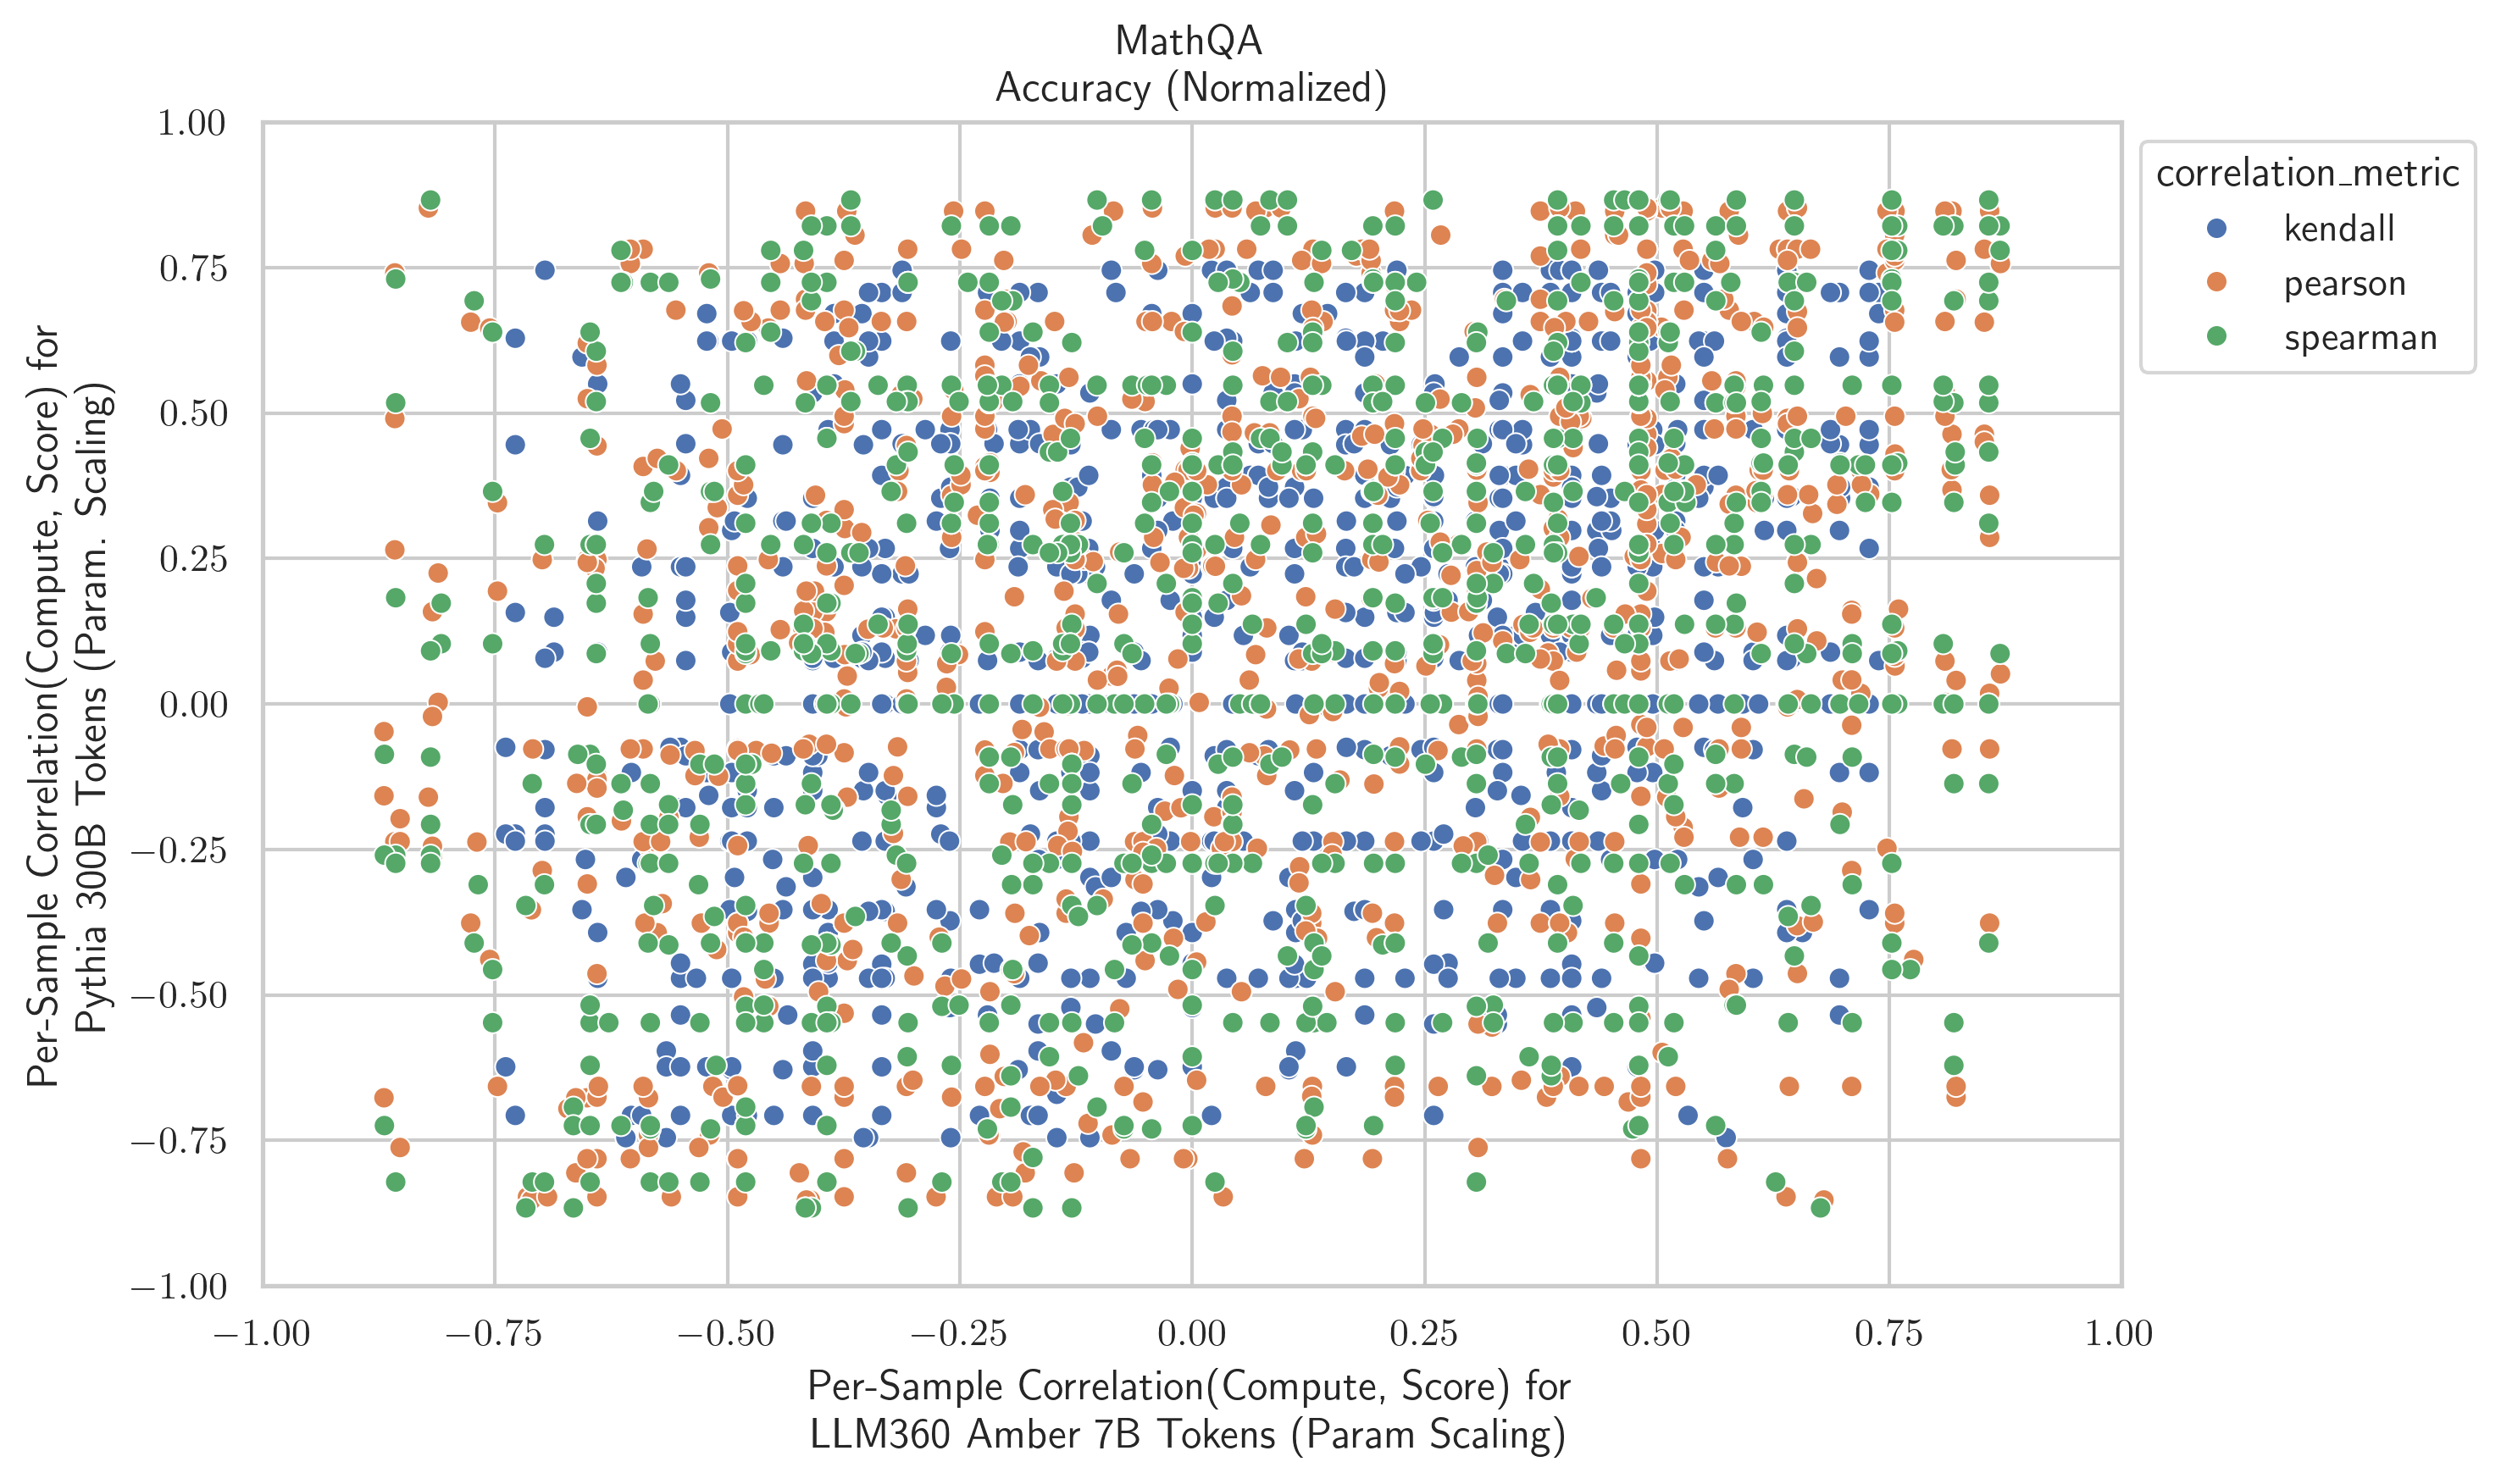 MathQA
Accuracy (Normalized)
1.00
0.75
0.50
0.25
0.00
−0.25
−0.50
−0.75
−1.00
Per-Sample Correlation(Compute, Score) for
Pythia 300B Tokens (Param. Scaling)
−1.00
−0.75
−0.50
−0.25
0.00
0.25
0.50
0.75
1.00
Per-Sample Correlation(Compute, Score) for
LLM360 Amber 7B Tokens (Param Scaling)
correlation_metric
kendall
pearson
spearman